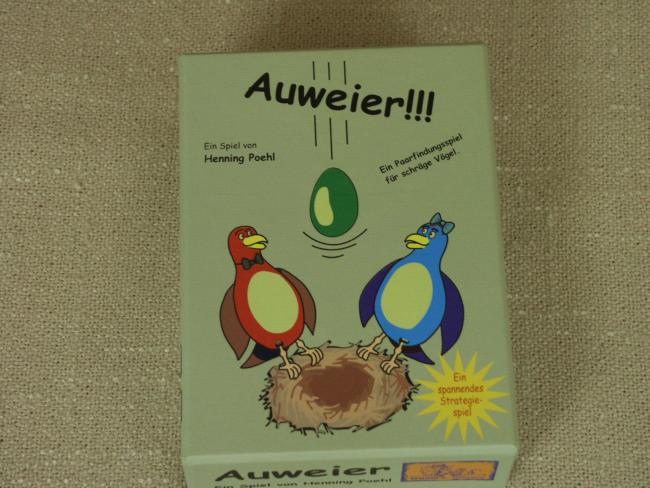 Auweier!!!
Ein Spiel von
Henning Poehl
Ein Paarfindungsspiel
für schräge Vögel..
Ein
spannendes
Strategie-
spiel
Auweier
Ein Spiel von Henning Poehl